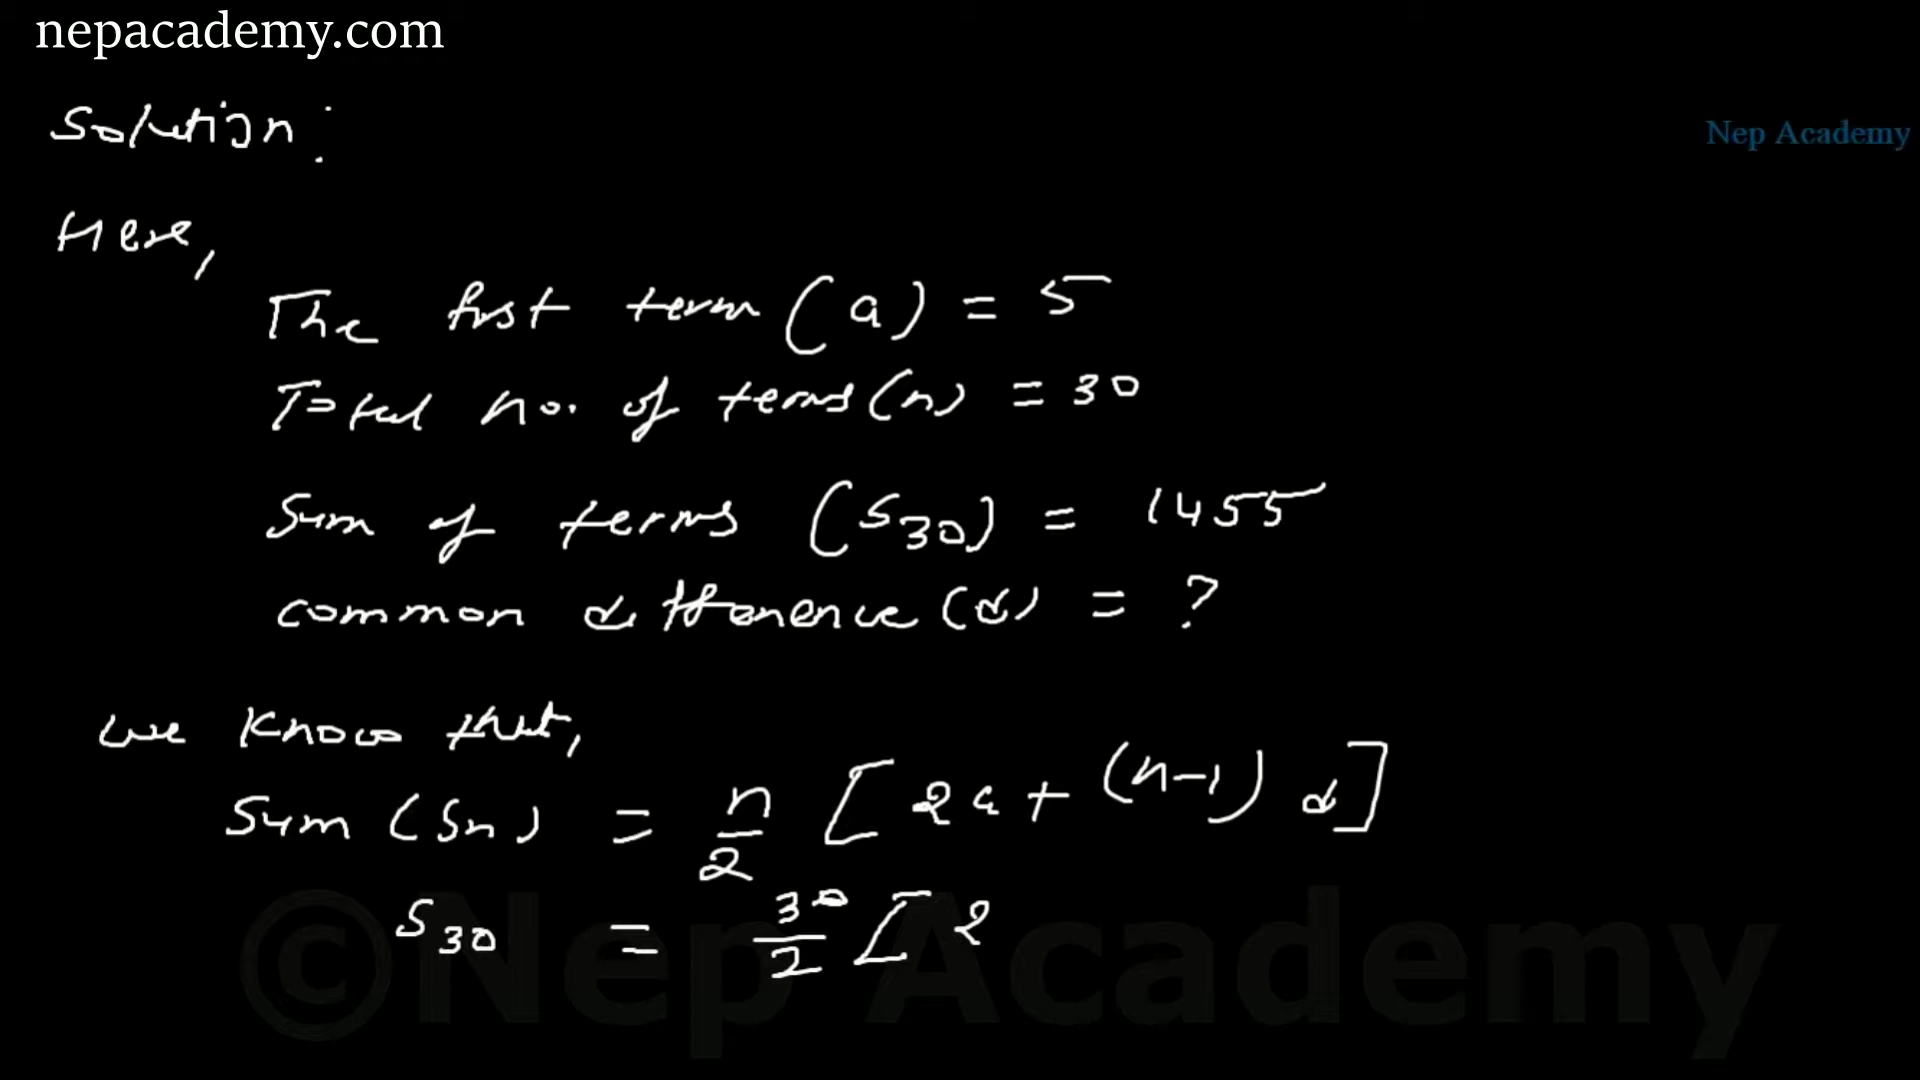 nepacademy.com
Solution:
Nep Academy
Here,
The first term (a) = 5
Total no. of terms (n) = 30
Sum of terms (S30) = 1455
common difference (d) = ?
We know that,
Sum (Sn) = n/2 [2a + (n-1) d]
S30 = 30/2 [2
©Nep Academy